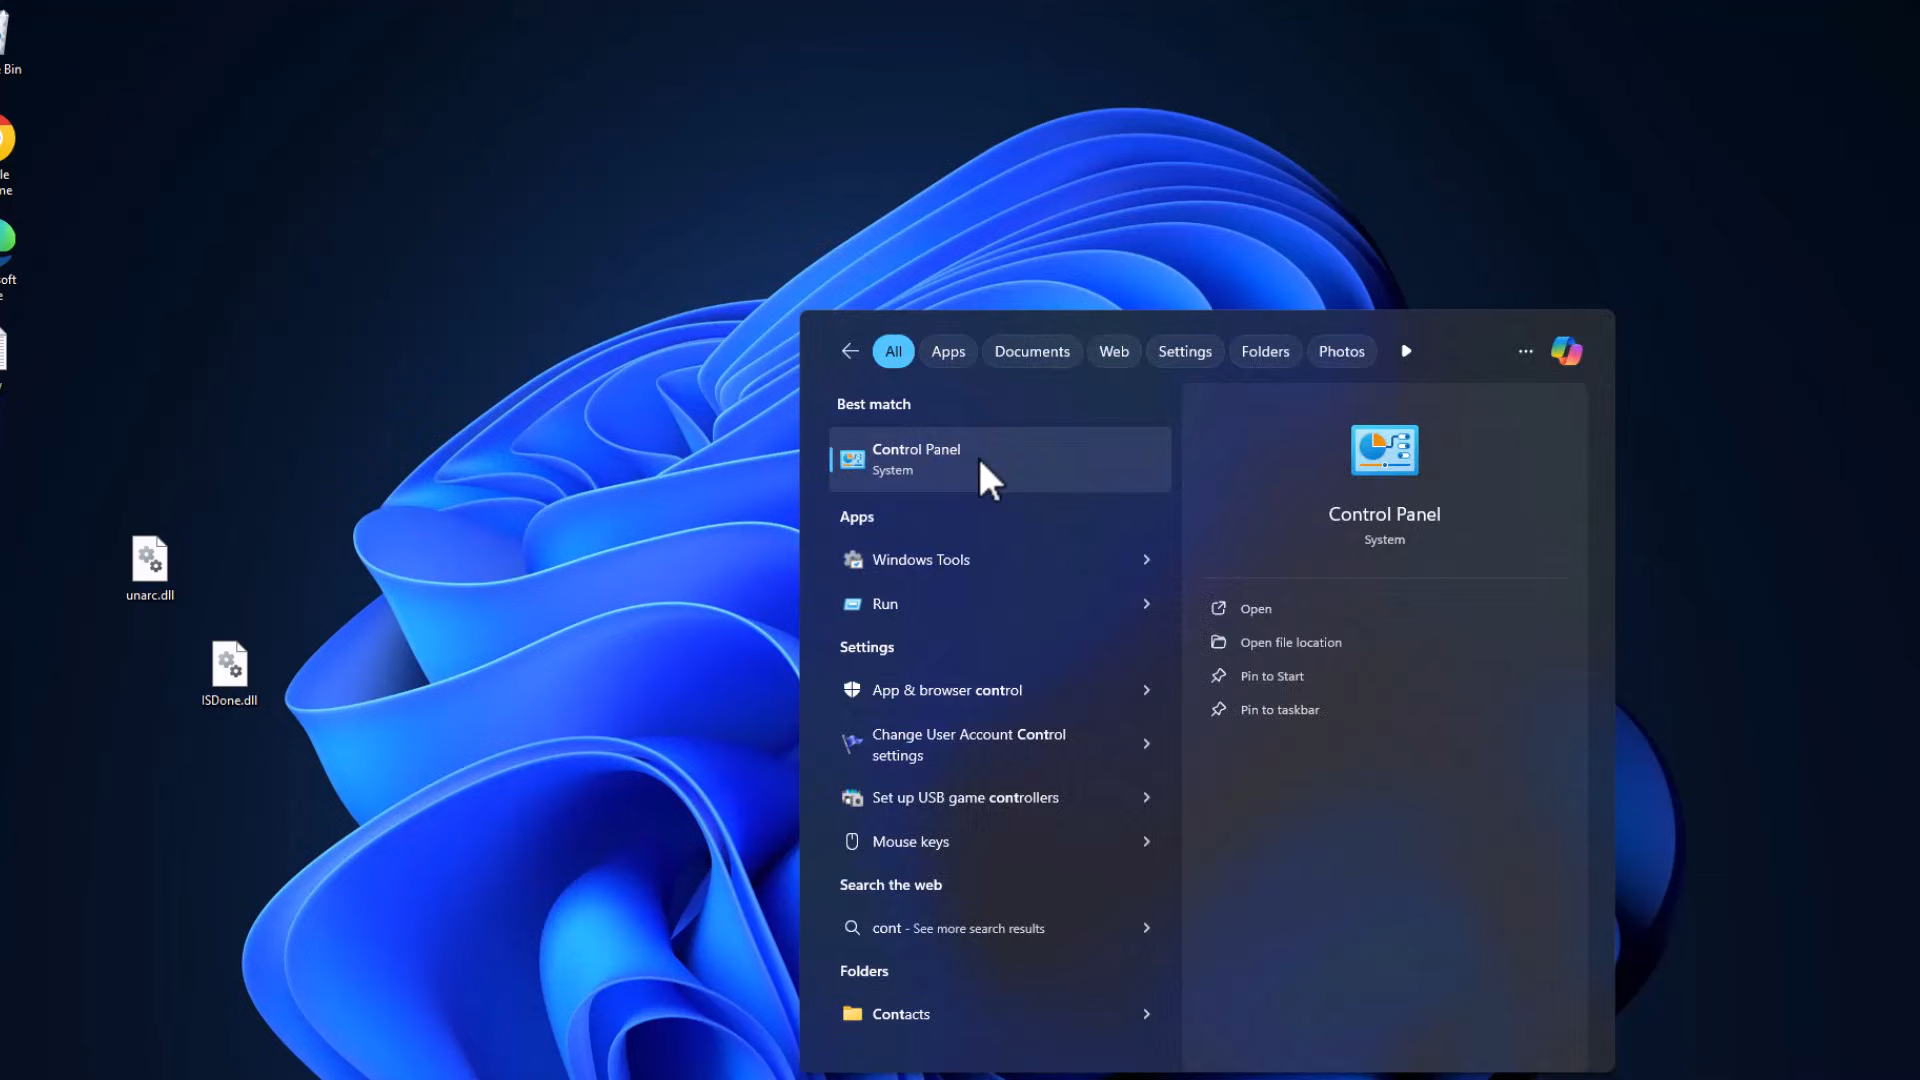 Bin
le
ne
soft
e
unarc.dll
ISDone.dll
All
Apps
Documents
Web
Settings
Folders
Photos
Best match
Control Panel
System
Apps
Windows Tools
Run
Settings
App & browser control
Change User Account Control
settings
Set up USB game controllers
Mouse keys
Search the web
cont - See more search results
Folders
Contacts
Control Panel
System
Open
Open file location
Pin to Start
Pin to taskbar